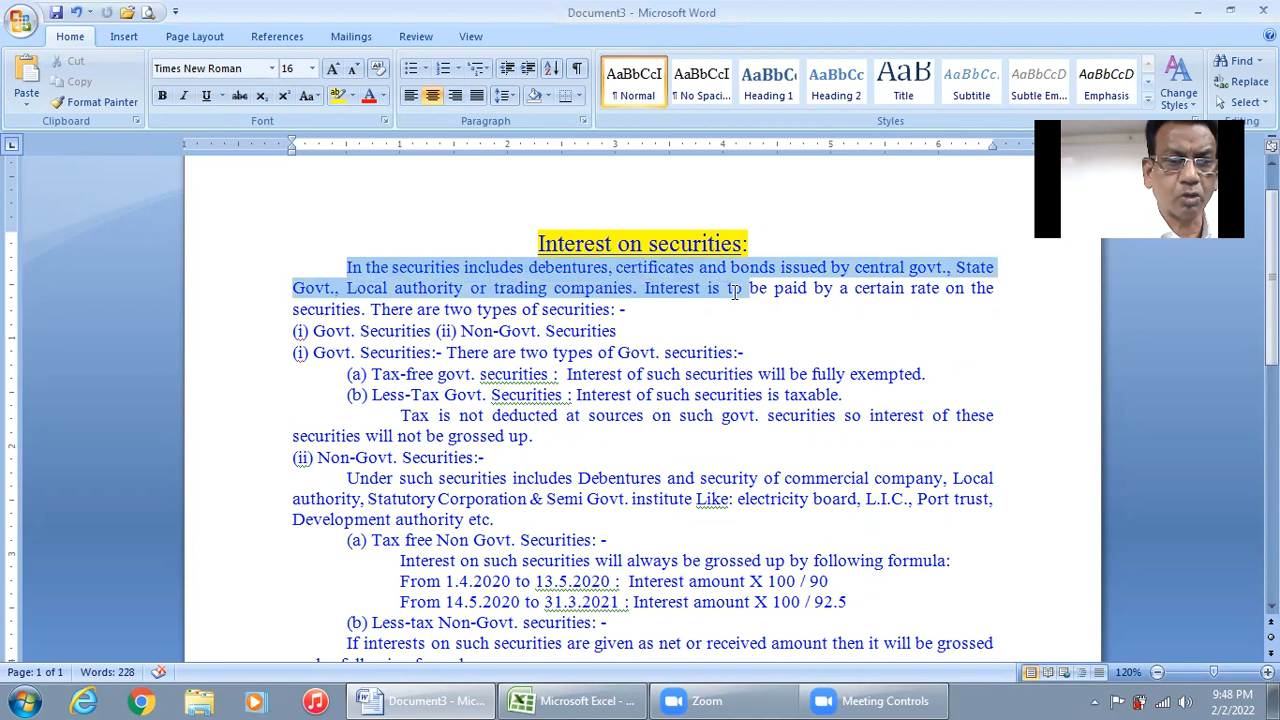 Document3 - Microsoft Word
Home Insert Page Layout References Mailings Review View
Paste
Cut
Copy
Format Painter
Clipboard
Times New Roman 16
Font
Paragraph
AaBbCcI ¶ Normal
AaBbCcI ¶ No Spaci...
AaBbC Heading 1
AaBbCc Heading 2
AaB Title
AaBbCcI Subtitle
AaBbCcI Subtle Em...
AaBbCcI Emphasis
Change Styles
Styles
Find
Replace
Select
Editing
Interest on securities:
In the securities includes debentures, certificates and bonds issued by central govt., State
Govt., Local authority or trading companies. Interest is to be paid by a certain rate on the
securities. There are two types of securities: -
(i) Govt. Securities (ii) Non-Govt. Securities
(i) Govt. Securities:- There are two types of Govt. securities:-
(a) Tax-free govt. securities : Interest of such securities will be fully exempted.
(b) Less-Tax Govt. Securities : Interest of such securities is taxable.
Tax is not deducted at sources on such govt. securities so interest of these
securities will not be grossed up.
(ii) Non-Govt. Securities:-
Under such securities includes Debentures and security of commercial company, Local
authority, Statutory Corporation & Semi Govt. institute Like: electricity board, L.I.C., Port trust,
Development authority etc.
(a) Tax free Non Govt. Securities: -
Interest on such securities will always be grossed up by following formula:
From 1.4.2020 to 13.5.2020 : Interest amount X 100 / 90
From 14.5.2020 to 31.3.2021 : Interest amount X 100 / 92.5
(b) Less-tax Non-Govt. securities: -
If interests on such securities are given as net or received amount then it will be grossed
Page: 1 of 1 Words: 228 120%
Document3 - Mic... Microsoft Excel - ... Zoom Meeting Controls
9:48 PM
2/2/2022